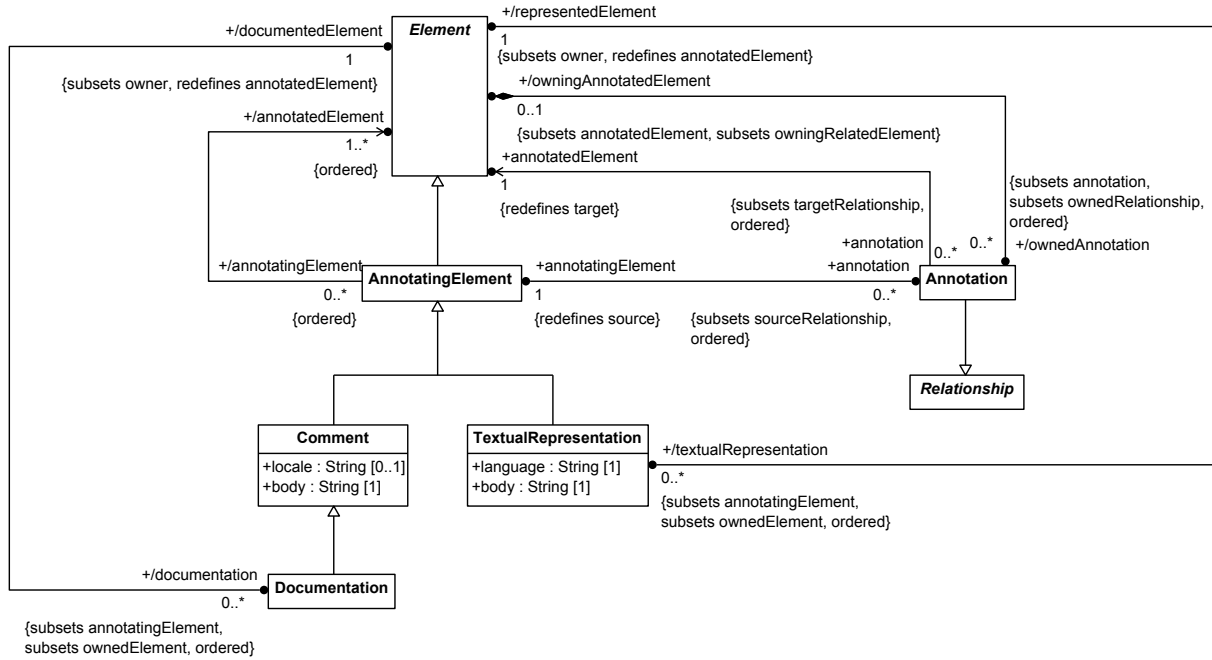 +/representedElement
Element
+/documentedElement
1
1
{subsets owner, redefines annotatedElement}
{subsets owner, redefines annotatedElement}
+/owningAnnotatedElement
0..1
+/annotatedElement
1..*
{subsets annotatedElement, subsets owningRelatedElement}
+annotatedElement
{ordered}
1
{redefines target}
{subsets annotation,
subsets ownedRelationship,
ordered}
{subsets targetRelationship,
ordered}
+annotation
0..*
0..*
+/ownedAnnotation
+/annotatingElement
AnnotatingElement
+annotatingElement
+annotation
Annotation
0..*
1
0..*
{ordered}
{redefines source}
{subsets sourceRelationship,
ordered}
Relationship
Comment
+locale : String [0..1]
+body : String [1]
TextualRepresentation
+language : String [1]
+body : String [1]
+/textualRepresentation
0..*
{subsets annotatingElement,
subsets ownedElement, ordered}
+/documentation
Documentation
0..*
{subsets annotatingElement,
subsets ownedElement, ordered}